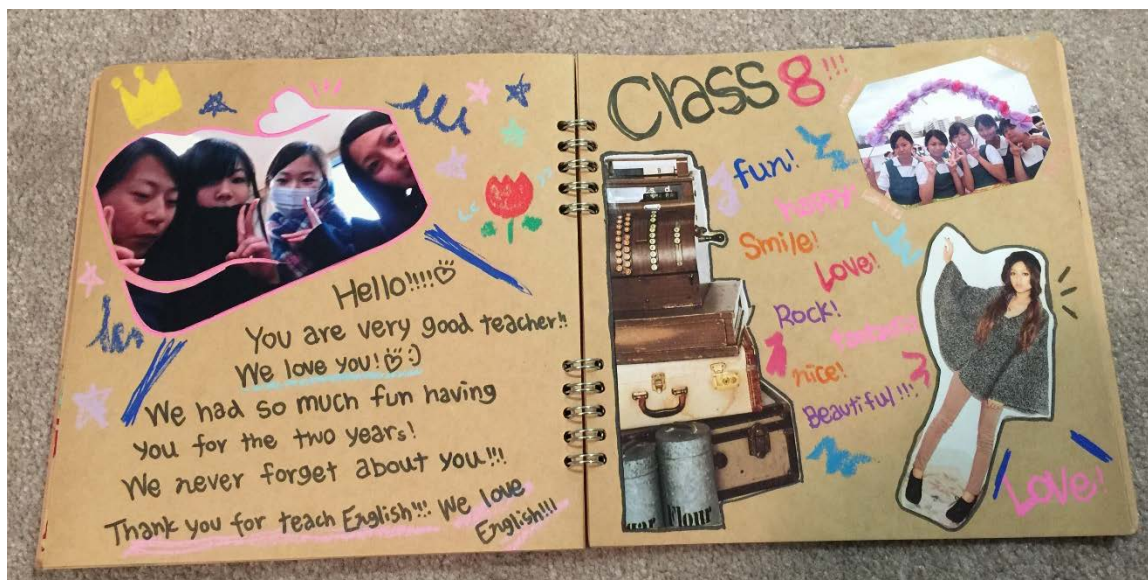 Hello!!!!
You are very good teacher!!
We love you! :)
We had so much fun having
you for the two years!
We never forget about you!!!
Thank you for teach English!!! We love
English!!!
Class 8!!!
fun!
happy
Smile!
Love!
Rock!
fantastic
nice!
Beautiful!!!
Love!
Flour